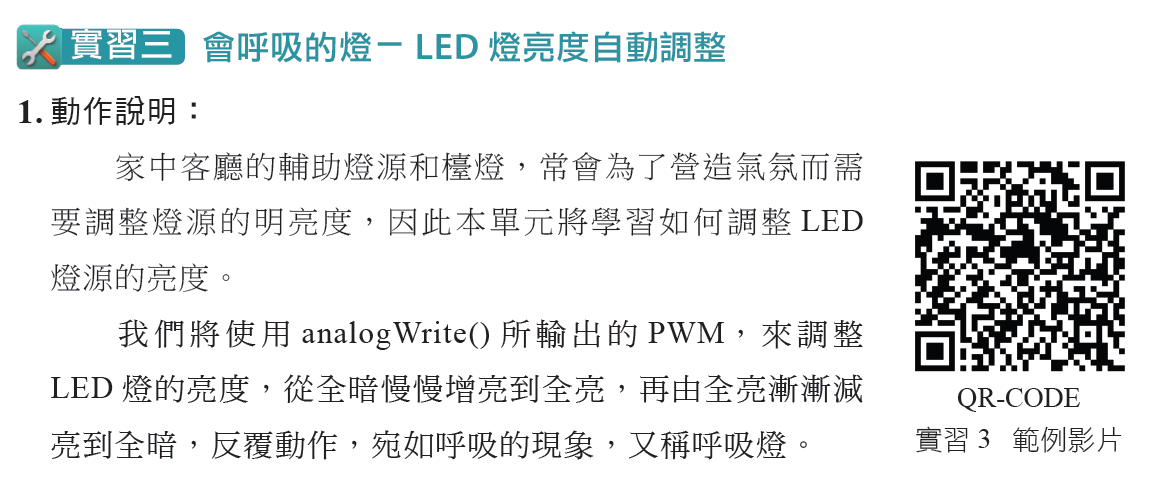 實習三 會呼吸的燈－LED 燈亮度自動調整
1. 動作說明：
家中客廳的輔助燈源和檯燈，常會為了營造氣氛而需
要調整燈源的明亮度，因此本單元將學習如何調整 LED
燈源的亮度。
我們將使用 analogWrite() 所輸出的 PWM，來調整
LED 燈的亮度，從全暗慢慢增亮到全亮，再由全亮漸漸減
亮到全暗，反覆動作，宛如呼吸的現象，又稱呼吸燈。
QR-CODE
實習 3 範例影片